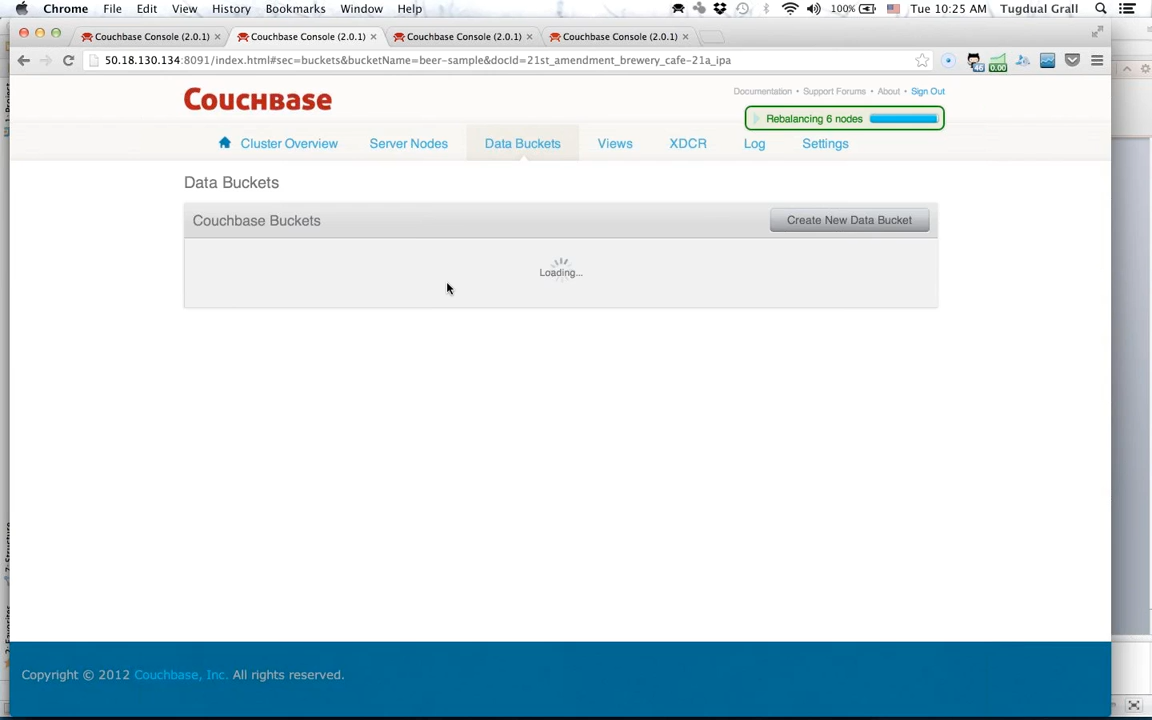 Chrome File Edit View History Bookmarks Window Help 100% Tue 10:25 AM Tugdual Grall
Couchbase Console (2.0.1) Couchbase Console (2.0.1) Couchbase Console (2.0.1) Couchbase Console (2.0.1)
50.18.130.134:8091/index.html#sec=buckets&bucketName=beer-sample&docId=21st_amendment_brewery_cafe-21a_ipa
0.00
Documentation • Support Forums • About • Sign Out
COUCHBASE
Rebalancing 6 nodes
Cluster Overview Server Nodes Data Buckets Views XDCR Log Settings
Data Buckets
Couchbase Buckets Create New Data Bucket
Loading...
Copyright © 2012 Couchbase, Inc. All rights reserved.